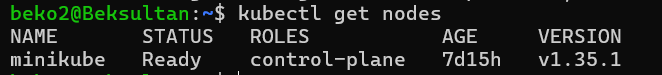 beko2@Beksultan:~$ kubectl get nodes
NAME STATUS ROLES AGE VERSION
minikube Ready control-plane 7d15h v1.35.1